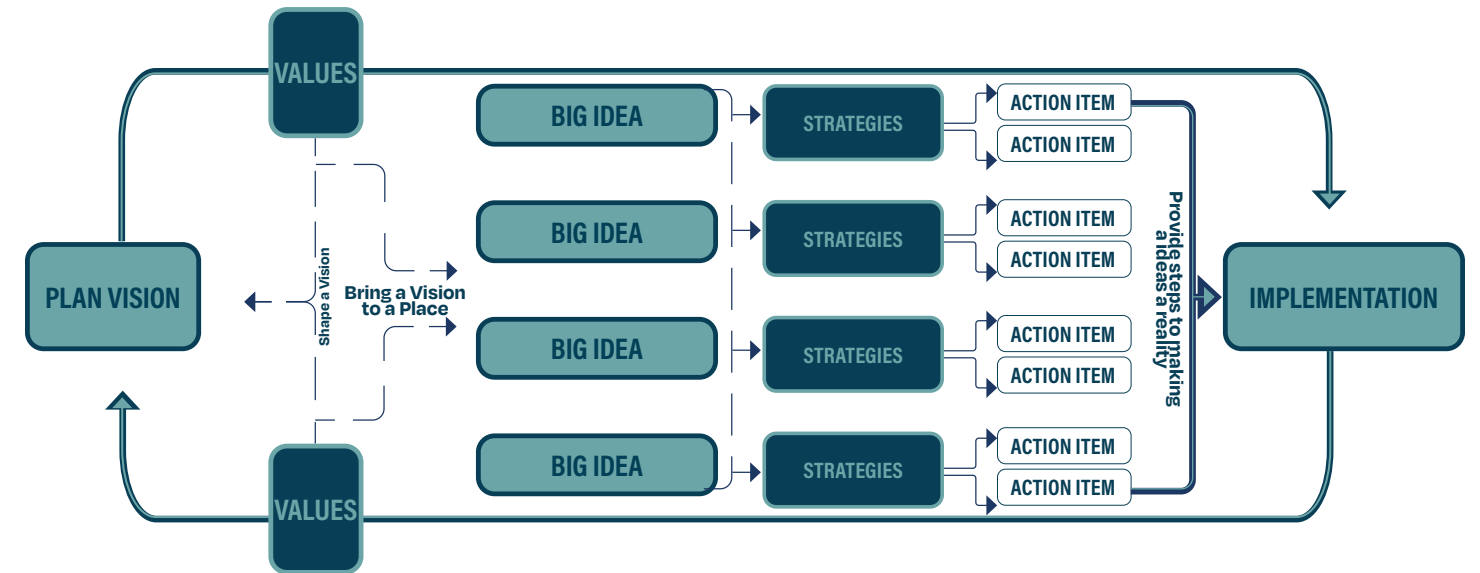 VALUES
BIG IDEA
STRATEGIES
ACTION ITEM
ACTION ITEM
BIG IDEA
STRATEGIES
ACTION ITEM
ACTION ITEM
PLAN VISION
shape a Vision
Bring a Vision
to a Place
Provide steps to making
a ideas a reality
IMPLEMENTATION
BIG IDEA
STRATEGIES
ACTION ITEM
ACTION ITEM
BIG IDEA
STRATEGIES
ACTION ITEM
ACTION ITEM
VALUES